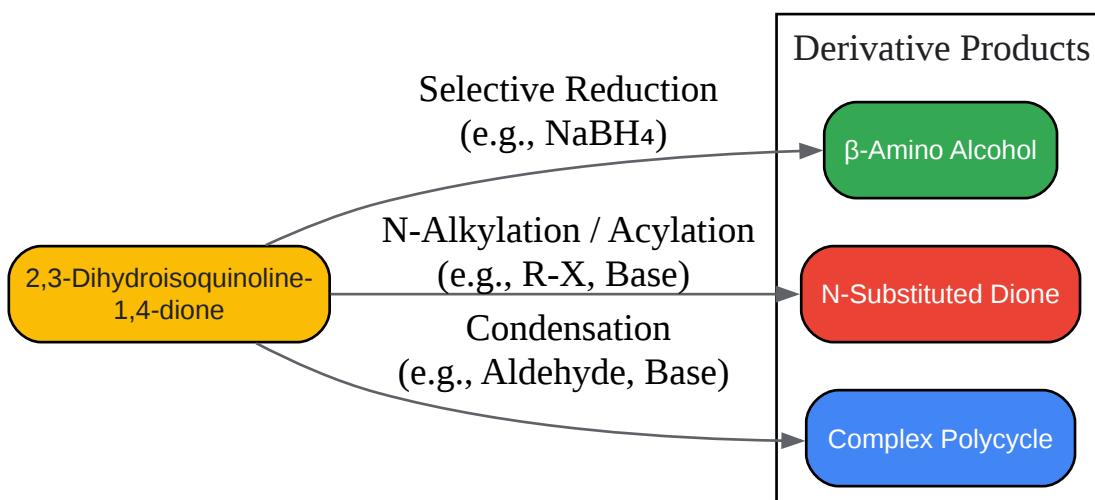 Derivative Products
Selective Reduction
(e.g., NaBH₄)
β-Amino Alcohol
N-Alkylation / Acylation
(e.g., R-X, Base)
2,3-Dihydroisoquinoline-
1,4-dione
N-Substituted Dione
Condensation
(e.g., Aldehyde, Base)
Complex Polycycle